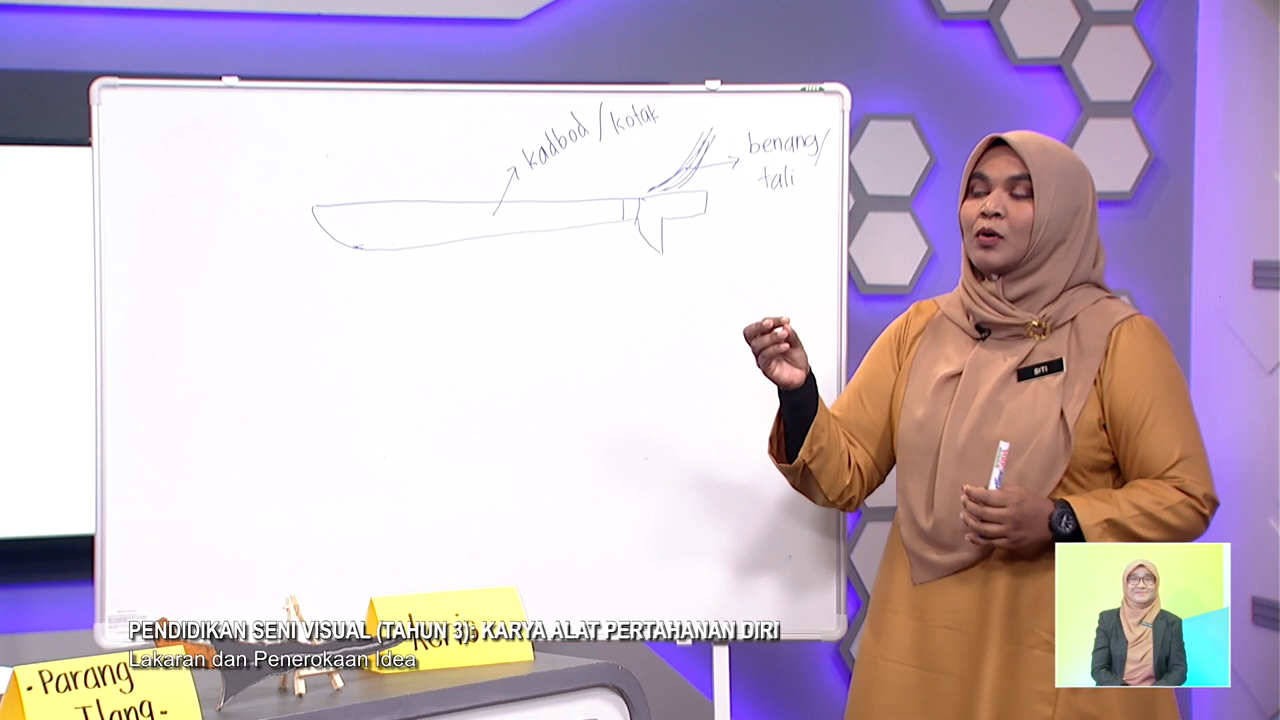 kadbod/kotak
benang/
tali
SITI
PENDIDIKAN SENI VISUAL (TAHUN 3): KARYA ALAT PERTAHANAN DIRI
Lakaran dan Penerokaan Idea
Keris
- Parang
Ilang -